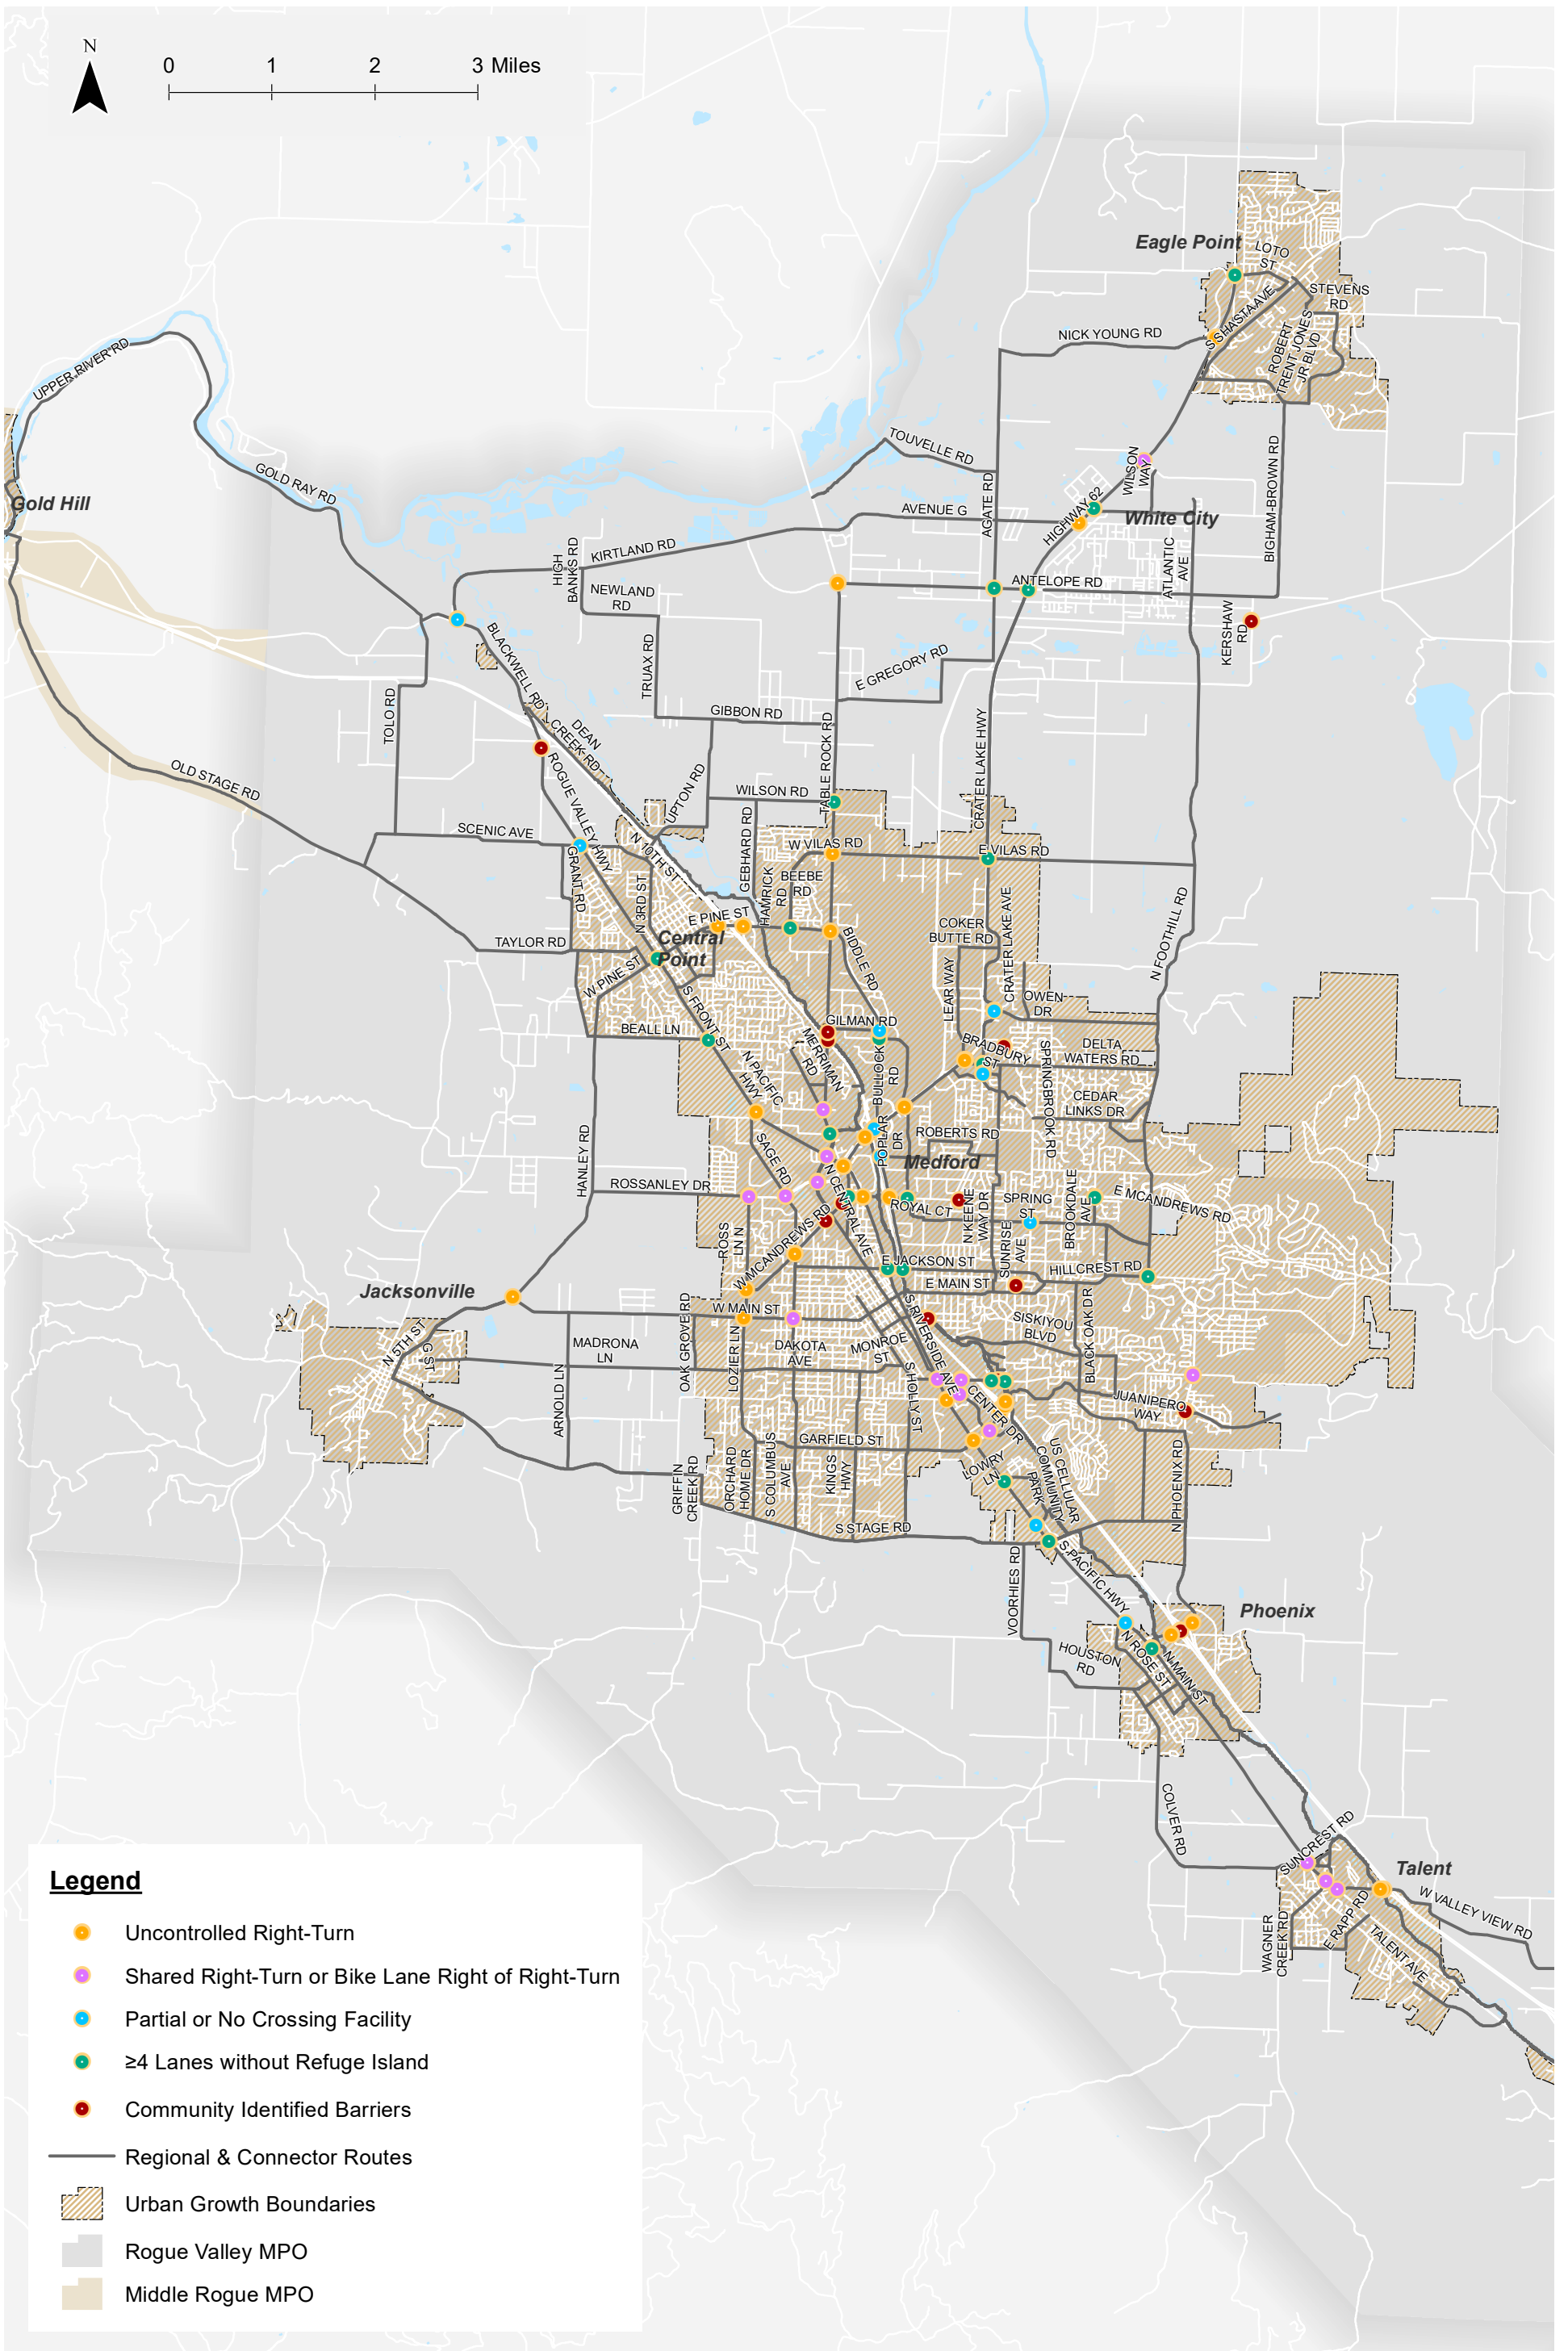 N
0 1 2 3 Miles
Eagle Point
LOTO
ST
STEVENS
RD
S SHASTA AVE
ROBERT
TRENT JONES
JR BLVD
NICK YOUNG RD
UPPER RIVER RD
TOUVELLE RD
GOLD RAY RD
Gold Hill
WILSON
WAY
BIGHAM-BROWN RD
AGATE RD
AVENUE G
HIGHWAY 62
White City
HIGH
BANKS RD
KIRTLAND RD
ATLANTIC
AVE
ANTELOPE RD
NEWLAND
RD
KERSHAW
RD
BLACKWELL RD
TRUAX RD
E GREGORY RD
TOLO RD
GIBBON RD
DEAN
CREEK RD
TABLE ROCK RD
CRATER LAKE HWY
OLD STAGE RD
ROGUE VALLEY HWY
UPTON RD
WILSON RD
SCENIC AVE
N 10TH ST
GEBHARD RD
W VILAS RD
E VILAS RD
GRANT RD
N 3RD ST
HAMRICK
RD
BEEBE
RD
E PINE ST
Central
Point
COKER
BUTTE RD
CRATER LAKE AVE
N FOOTHILL RD
TAYLOR RD
W PINE ST
BIDDLE RD
LEAR WAY
S FRONT ST
OWEN
DR
BEALL LN
GILMAN RD
MERRIMAN
RD
BRADBURY
ST
DELTA
WATERS RD
N PACIFIC
HWY
BULLOCK
RD
SPRINGBROOK RD
CEDAR
LINKS DR
POPLAR
DR
ROBERTS RD
HANLEY RD
SAGE RD
Medford
ROSSANLEY DR
N CENTRAL AVE
ROYAL CT
N KEENE
WAY DR
SPRING
ST
BROOKDALE
AVE
E MCANDREWS RD
ROSS
LN N
W MCANDREWS RD
SUNRISE
AVE
E JACKSON ST
HILLCREST RD
E MAIN ST
Jacksonville
W MAIN ST
S RIVERSIDE AVE
SISKIYOU
BLVD
BLACK OAK DR
N 5TH ST
G ST
MADRONA
LN
OAK GROVE RD
LOZIER LN
DAKOTA
AVE
MONROE
ST
ARNOLD LN
S HOLLY ST
CENTER DR
JUANIPERO
WAY
GARFIELD ST
GRIFFIN
CREEK RD
ORCHARD
HOME DR
S COLUMBUS
AVE
KINGS
HWY
LOWRY
LN
US CELLULAR
COMMUNITY
PARK
N PHOENIX RD
S STAGE RD
VOORHIES RD
S PACIFIC HWY
Phoenix
HOUSTON
RD
N ROSE ST
N MAIN ST
COLVER RD
SUNCREST RD
Talent
W VALLEY VIEW RD
WAGNER
CREEK RD
E RAPP RD
TALENT AVE
Legend
Uncontrolled Right-Turn
Shared Right-Turn or Bike Lane Right of Right-Turn
Partial or No Crossing Facility
≥4 Lanes without Refuge Island
Community Identified Barriers
Regional & Connector Routes
Urban Growth Boundaries
Rogue Valley MPO
Middle Rogue MPO